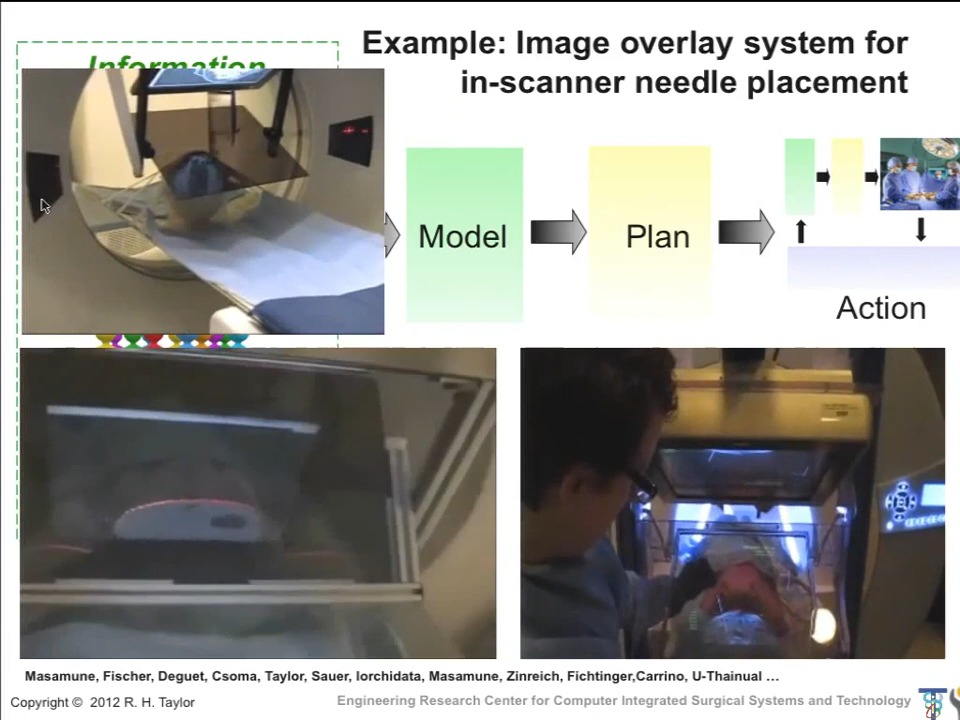 Example: Image overlay system for
in-scanner needle placement
Information
Model
Plan
Action
Masamune, Fischer, Deguet, Csoma, Taylor, Sauer, Iorchidata, Masamune, Zinreich, Fichtinger,Carrino, U-Thainual ...
Copyright © 2012 R. H. Taylor
Engineering Research Center for Computer Integrated Surgical Systems and Technology